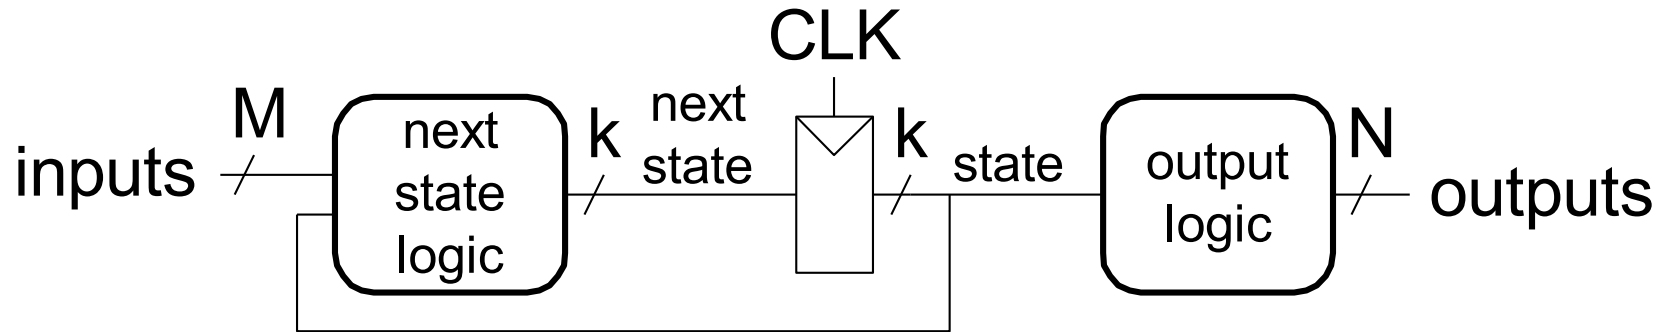 CLK
inputs
M
next
state
logic
k
next
state
k
state
output
logic
N
outputs